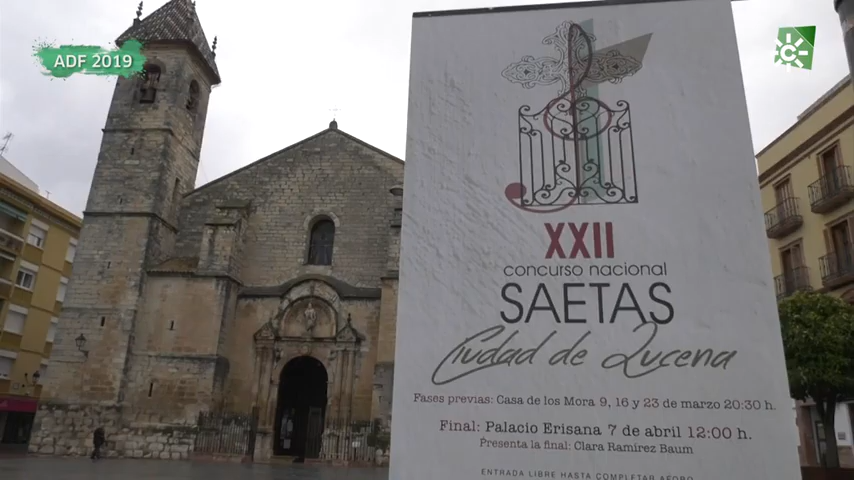 ADF 2019
XXII
concurso nacional
SAETAS
Ciudad de Lucena
Fases previas: Casa de los Mora 9, 16 y 23 de marzo 20:30 h.
Final: Palacio Erisana 7 de abril 12:00 h.
Presenta la final: Clara Ramírez Baum
ENTRADA LIBRE HASTA COMPLETAR AFORO